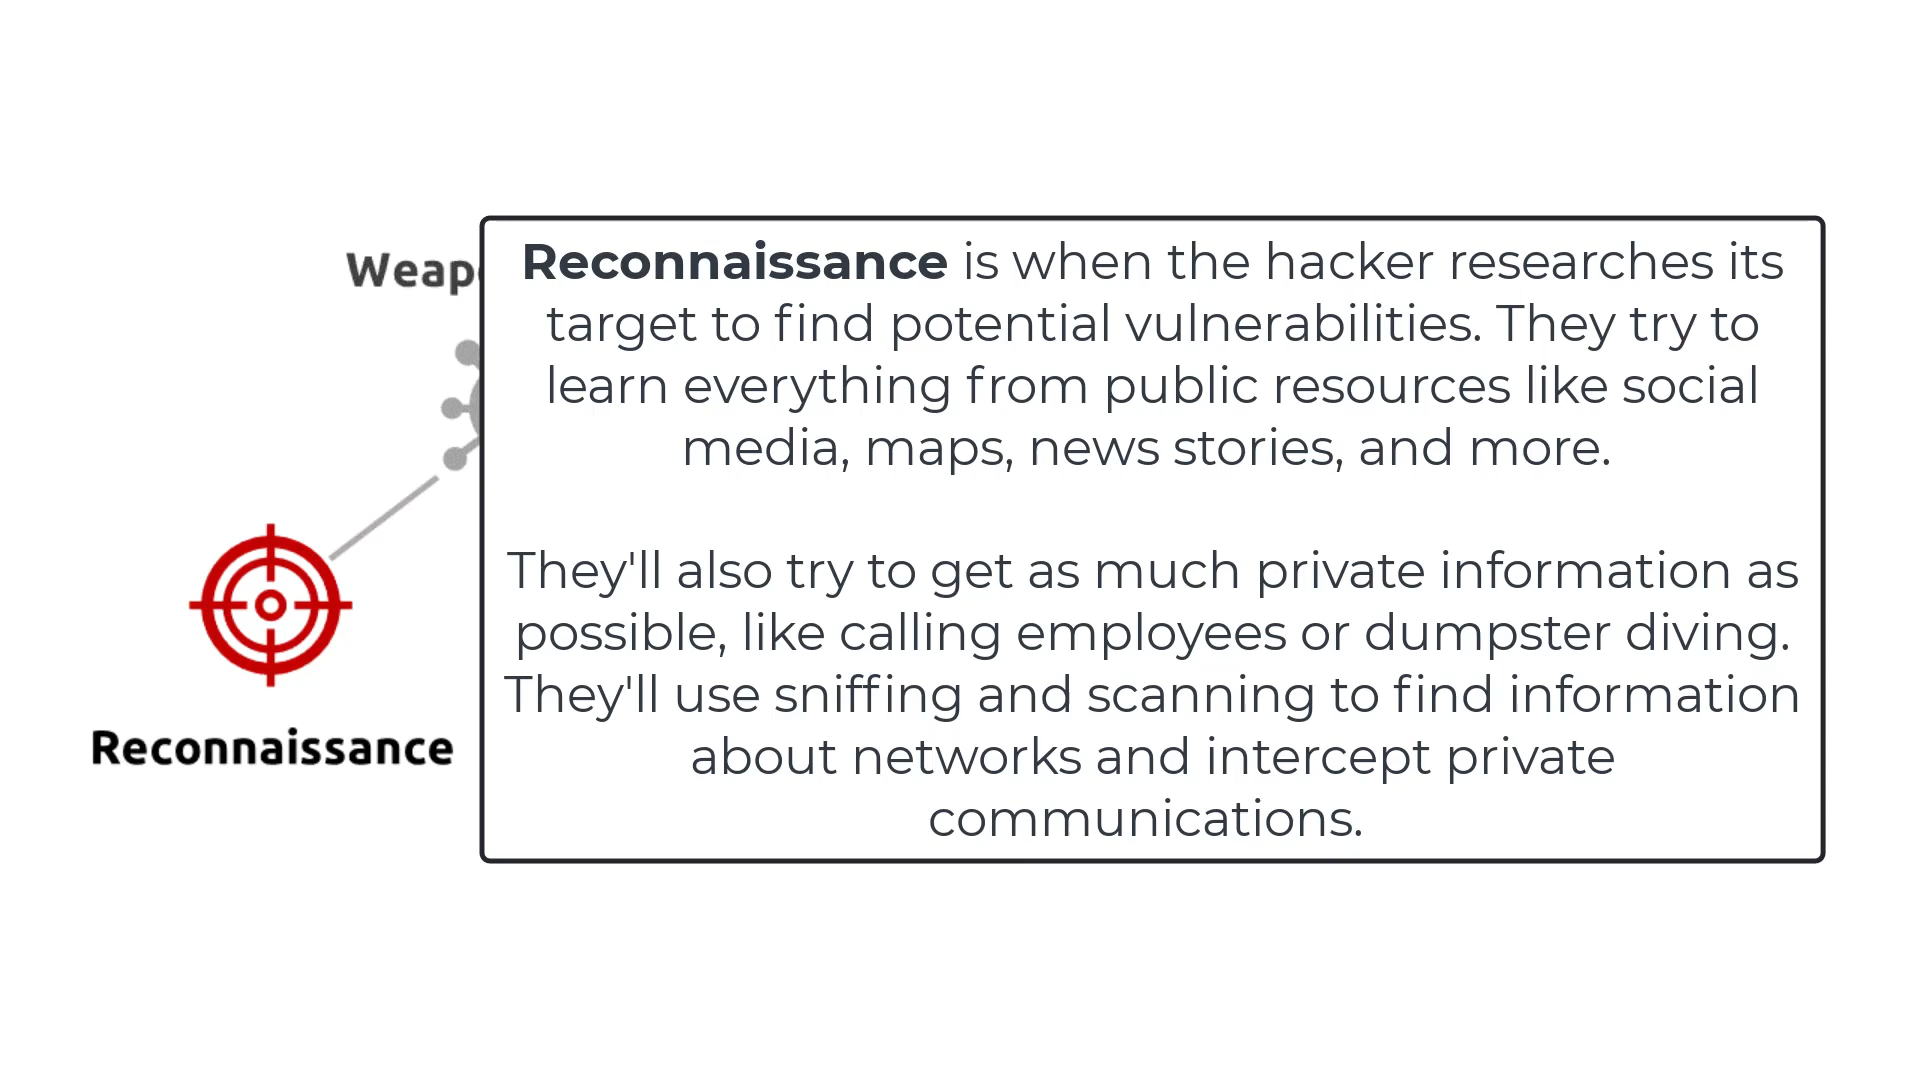 Weap
Reconnaissance is when the hacker researches its
target to find potential vulnerabilities. They try to
learn everything from public resources like social
media, maps, news stories, and more.
They'll also try to get as much private information as
possible, like calling employees or dumpster diving.
They'll use sniffing and scanning to find information
about networks and intercept private
communications.
Reconnaissance